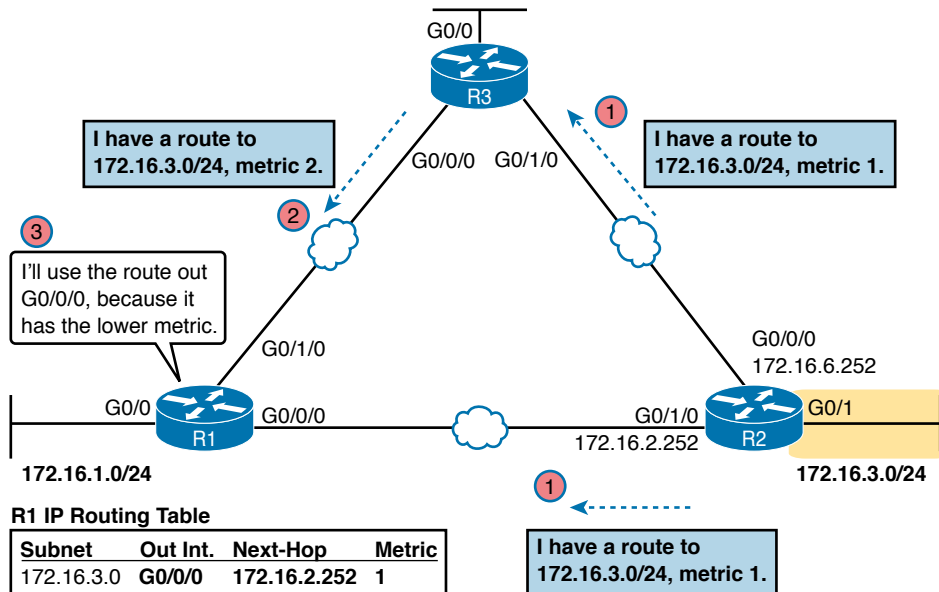 G0/0
R3
1
I have a route to
172.16.3.0/24, metric 2.
G0/0/0
G0/1/0
I have a route to
172.16.3.0/24, metric 1.
2
3
I’ll use the route out
G0/0/0, because it
has the lower metric.
G0/1/0
G0/0/0
172.16.6.252
G0/0
R1
G0/0/0
G0/1/0
172.16.2.252
R2
G0/1
172.16.1.0/24
172.16.3.0/24
1
I have a route to
172.16.3.0/24, metric 1.
R1 IP Routing Table
Subnet Out Int. Next-Hop Metric
172.16.3.0 G0/0/0 172.16.2.252 1